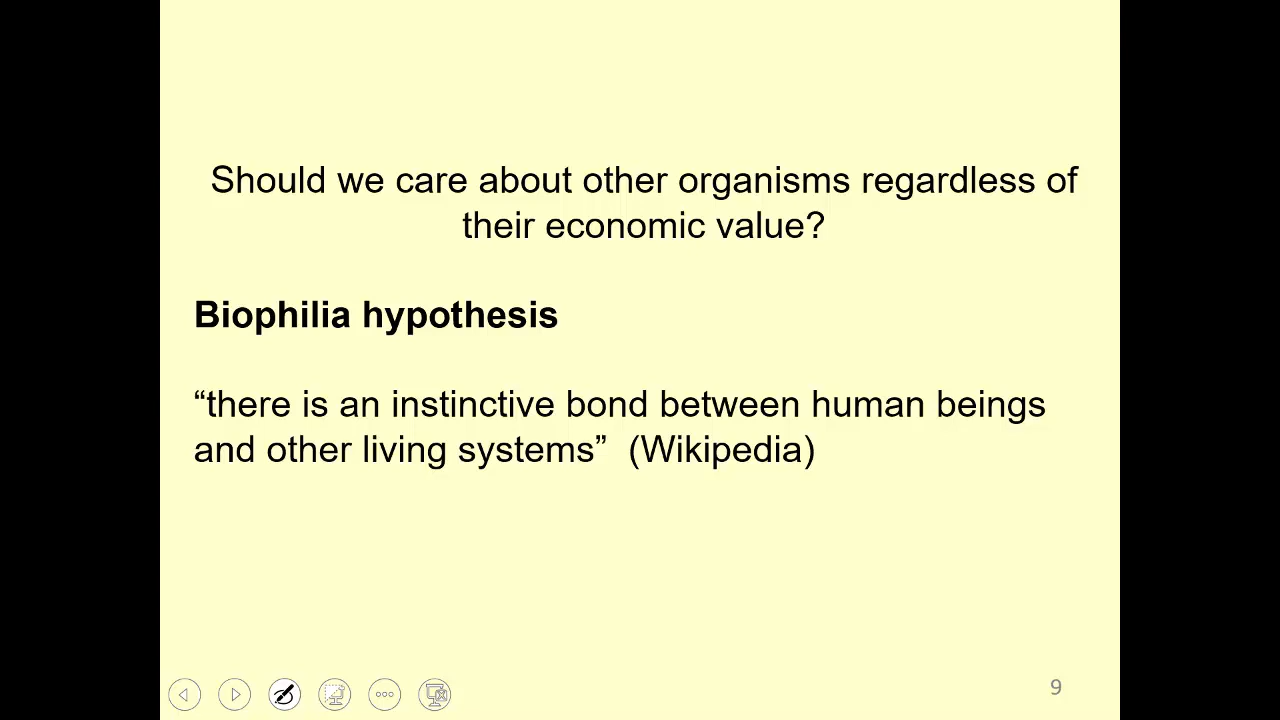 Should we care about other organisms regardless of
their economic value?
Biophilia hypothesis
“there is an instinctive bond between human beings
and other living systems”  (Wikipedia)
9